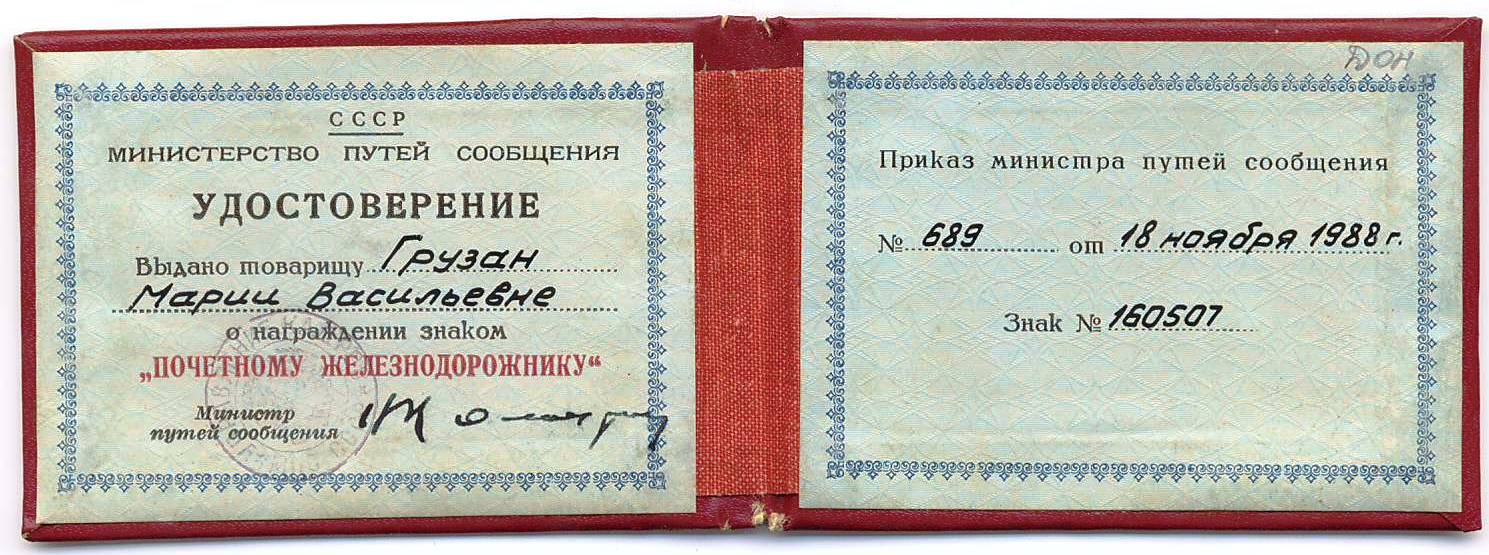 СССР
МИНИСТЕРСТВО ПУТЕЙ СООБЩЕНИЯ
УДОСТОВЕРЕНИЕ
Выдано товарищу Грузан
Марии Васильевне
о награждении знаком
„ПОЧЕТНОМУ ЖЕЛЕЗНОДОРОЖНИКУ“
Министр
путей сообщения
ДОН
Приказ министра путей сообщения
№ 689 от 18 ноября 1988 г.
Знак № 160507